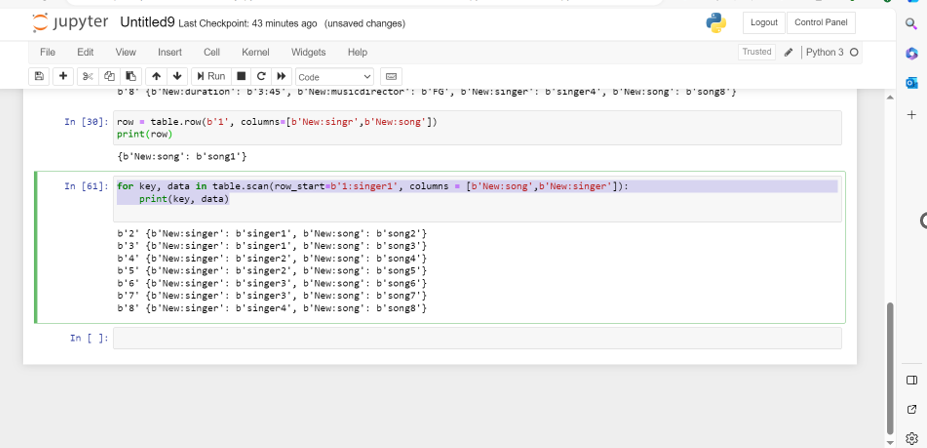 jupyter Untitled9 Last Checkpoint: 43 minutes ago (unsaved changes)
Logout Control Panel
File Edit View Insert Cell Kernel Widgets Help
Trusted Python 3
Run Code
b'8' {b'New:duration': b'3:45', b'New:musicdirector': b'FG', b'New:singer': b'singer4', b'New:song': b'song8'}
In [30]: row = table.row(b'1', columns=[b'New:singr',b'New:song'])
print(row)
{b'New:song': b'song1'}
In [61]: for key, data in table.scan(row_start=b'1:singer1', columns = [b'New:song',b'New:singer']):
print(key, data)
b'2' {b'New:singer': b'singer1', b'New:song': b'song2'}
b'3' {b'New:singer': b'singer1', b'New:song': b'song3'}
b'4' {b'New:singer': b'singer2', b'New:song': b'song4'}
b'5' {b'New:singer': b'singer2', b'New:song': b'song5'}
b'6' {b'New:singer': b'singer3', b'New:song': b'song6'}
b'7' {b'New:singer': b'singer3', b'New:song': b'song7'}
b'8' {b'New:singer': b'singer4', b'New:song': b'song8'}
In [ ]: